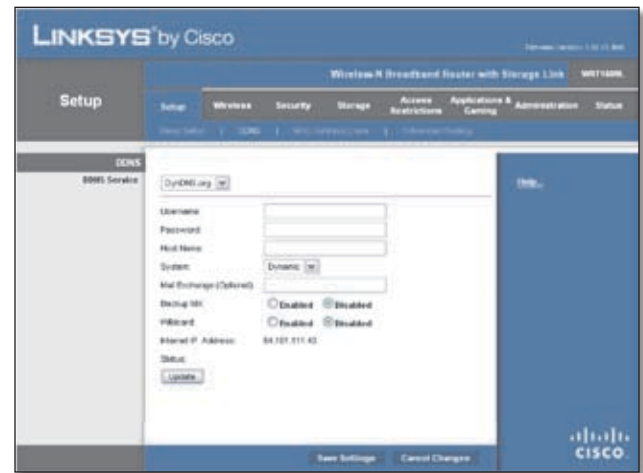 LINKSYS by Cisco
Wireless-N Broadband Router with Storage Link
Setup
Setup Wireless Security Storage Access Restrictions Applications & Gaming Administration Status
DDNS
DDNS
DDNS Service
DynDNS.org
Help...
Username
Password
Host Name
System: Dynamic
Mail Exchange (Optional)
Backup MX: Enabled Disabled
Wildcard: Enabled Disabled
Internet IP Address:
Status:
Update
Save Settings Cancel Changes
CISCO